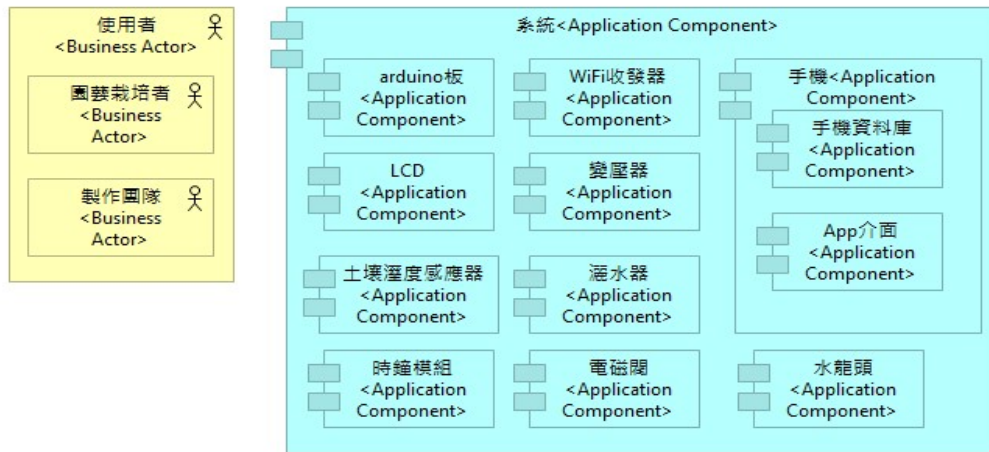 使用者
<Business Actor>
園藝栽培者
<Business
Actor>
製作團隊
<Business
Actor>
系統<Application Component>
arduino板
<Application
Component>
WiFi收發器
<Application
Component>
手機<Application
Component>
手機資料庫
<Application
Component>
LCD
<Application
Component>
變壓器
<Application
Component>
App介面
<Application
Component>
土壤溼度感應器
<Application
Component>
灑水器
<Application
Component>
時鐘模組
<Application
Component>
電磁閥
<Application
Component>
水龍頭
<Application
Component>